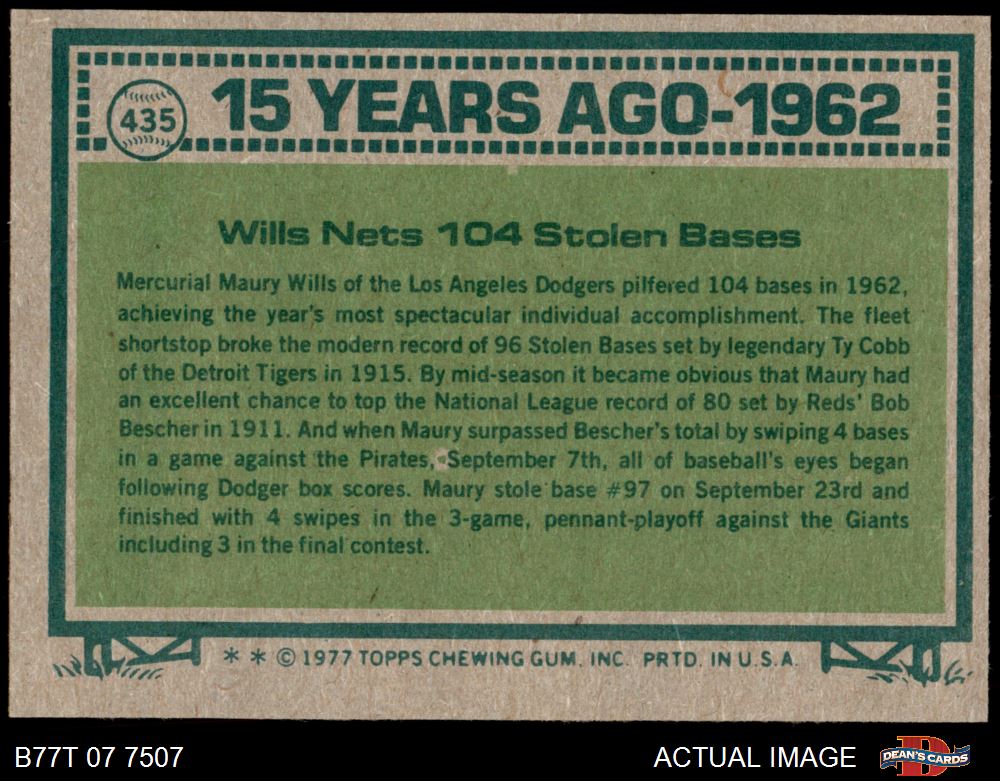 435
15 YEARS AGO-1962
Wills Nets 104 Stolen Bases
Mercurial Maury Wills of the Los Angeles Dodgers pilfered 104 bases in 1962,
achieving the year's most spectacular individual accomplishment. The fleet
shortstop broke the modern record of 96 Stolen Bases set by legendary Ty Cobb
of the Detroit Tigers in 1915. By mid-season it became obvious that Maury had
an excellent chance to top the National League record of 80 set by Reds' Bob
Bescher in 1911. And when Maury surpassed Bescher's total by swiping 4 bases
in a game against the Pirates, September 7th, all of baseball's eyes began
following Dodger box scores. Maury stole base #97 on September 23rd and
finished with 4 swipes in the 3-game, pennant-playoff against the Giants
including 3 in the final contest.
* * © 1977 TOPPS CHEWING GUM, INC. PRTD. IN U.S.A.
B77T 07 7507
ACTUAL IMAGE
D
DEAN'S CARDS